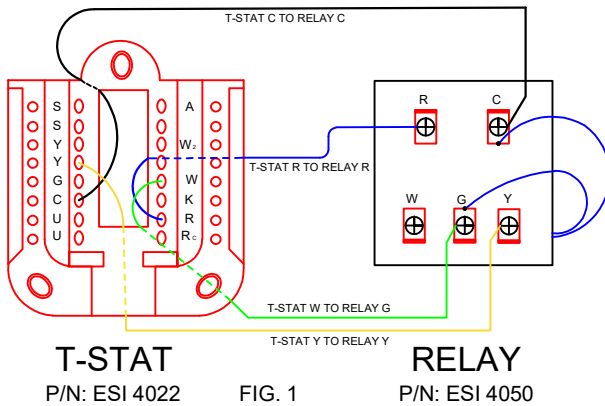 T-STAT C TO RELAY C
S
S
Y
Y
G
C
U
U
A
W2
W
K
R
Rc
R
C
W
G
Y
T-STAT R TO RELAY R
T-STAT W TO RELAY G
T-STAT Y TO RELAY Y
T-STAT
P/N: ESI 4022
FIG. 1
RELAY
P/N: ESI 4050